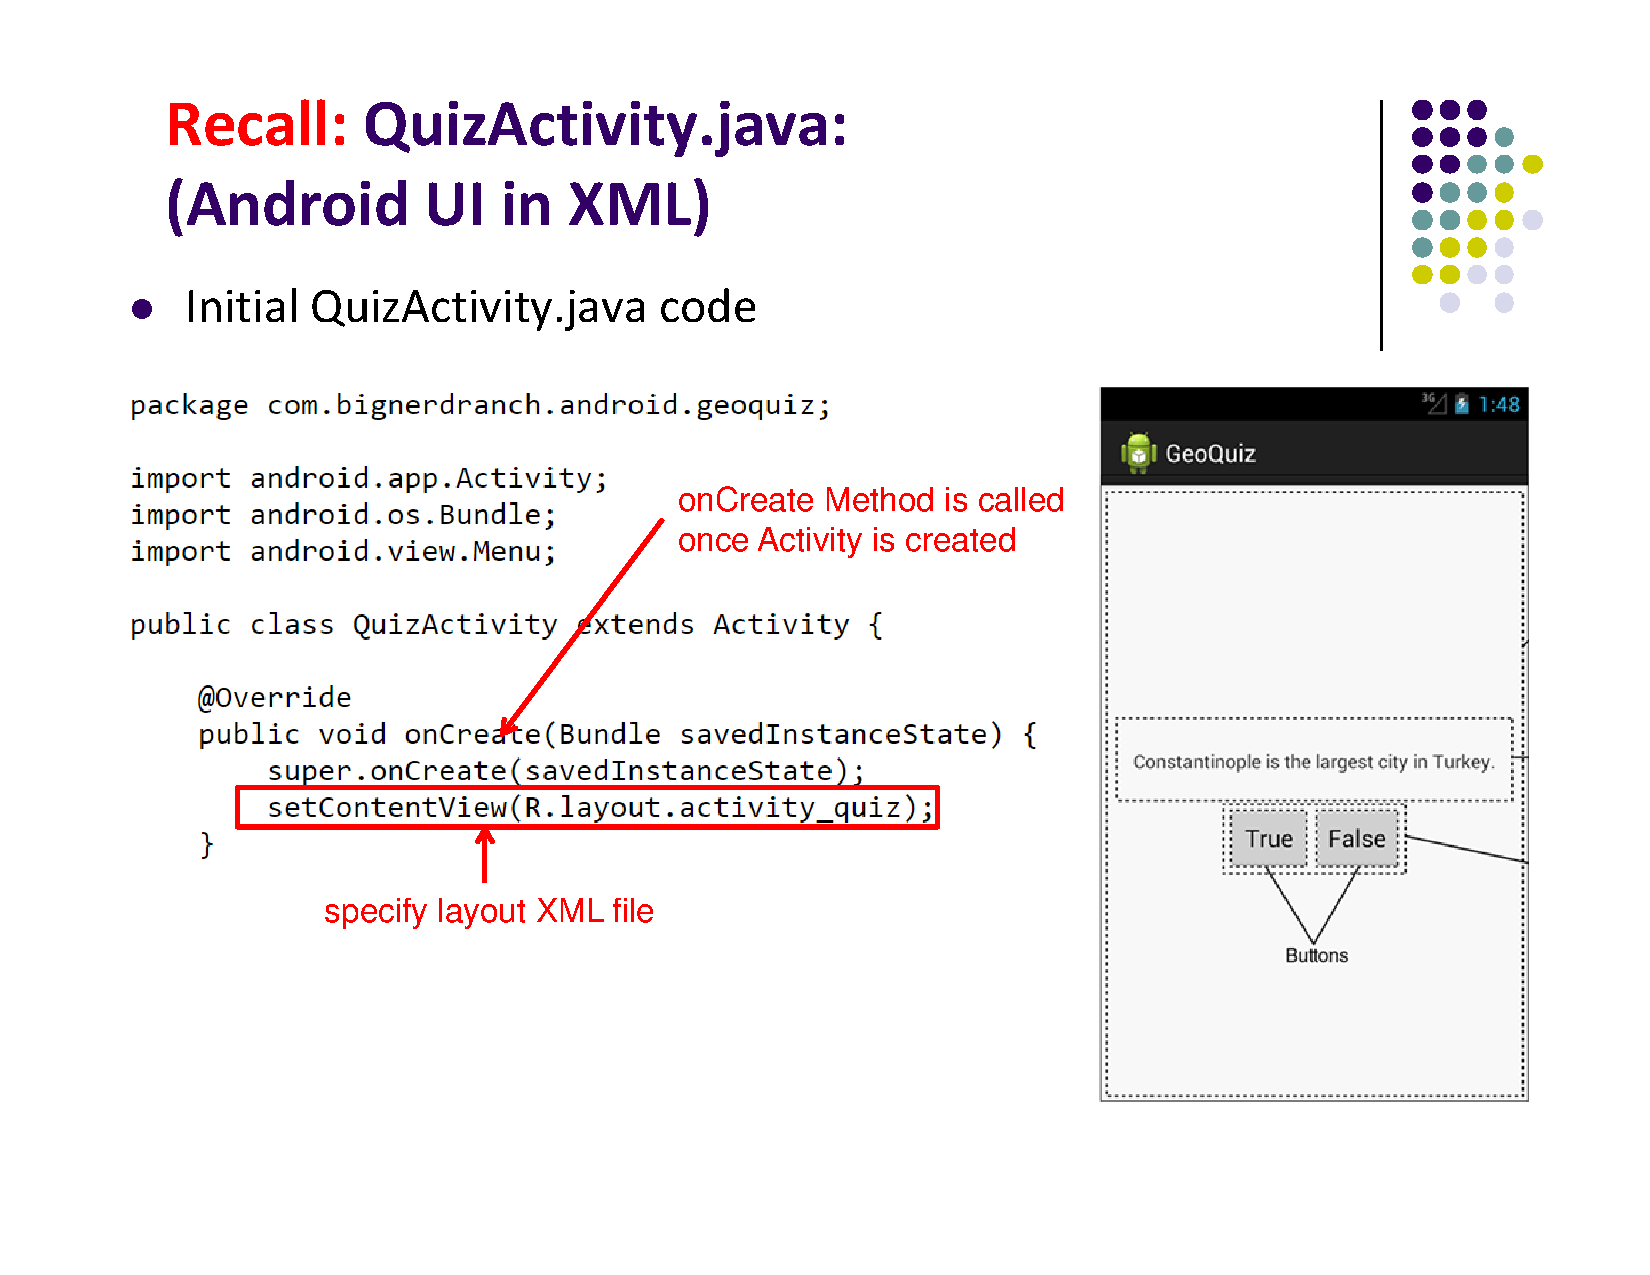 Recall: QuizActivity.java:
(Android UI in XML)
Initial QuizActivity.java code
package com.bignerdranch.android.geoquiz;
import android.app.Activity;
import android.os.Bundle;
import android.view.Menu;
onCreate Method is called
once Activity is created
public class QuizActivity extends Activity {
@Override
public void onCreate(Bundle savedInstanceState) {
super.onCreate(savedInstanceState);
setContentView(R.layout.activity_quiz);
}
specify layout XML file
3G 1:48
GeoQuiz
Constantinople is the largest city in Turkey.
True False
Buttons